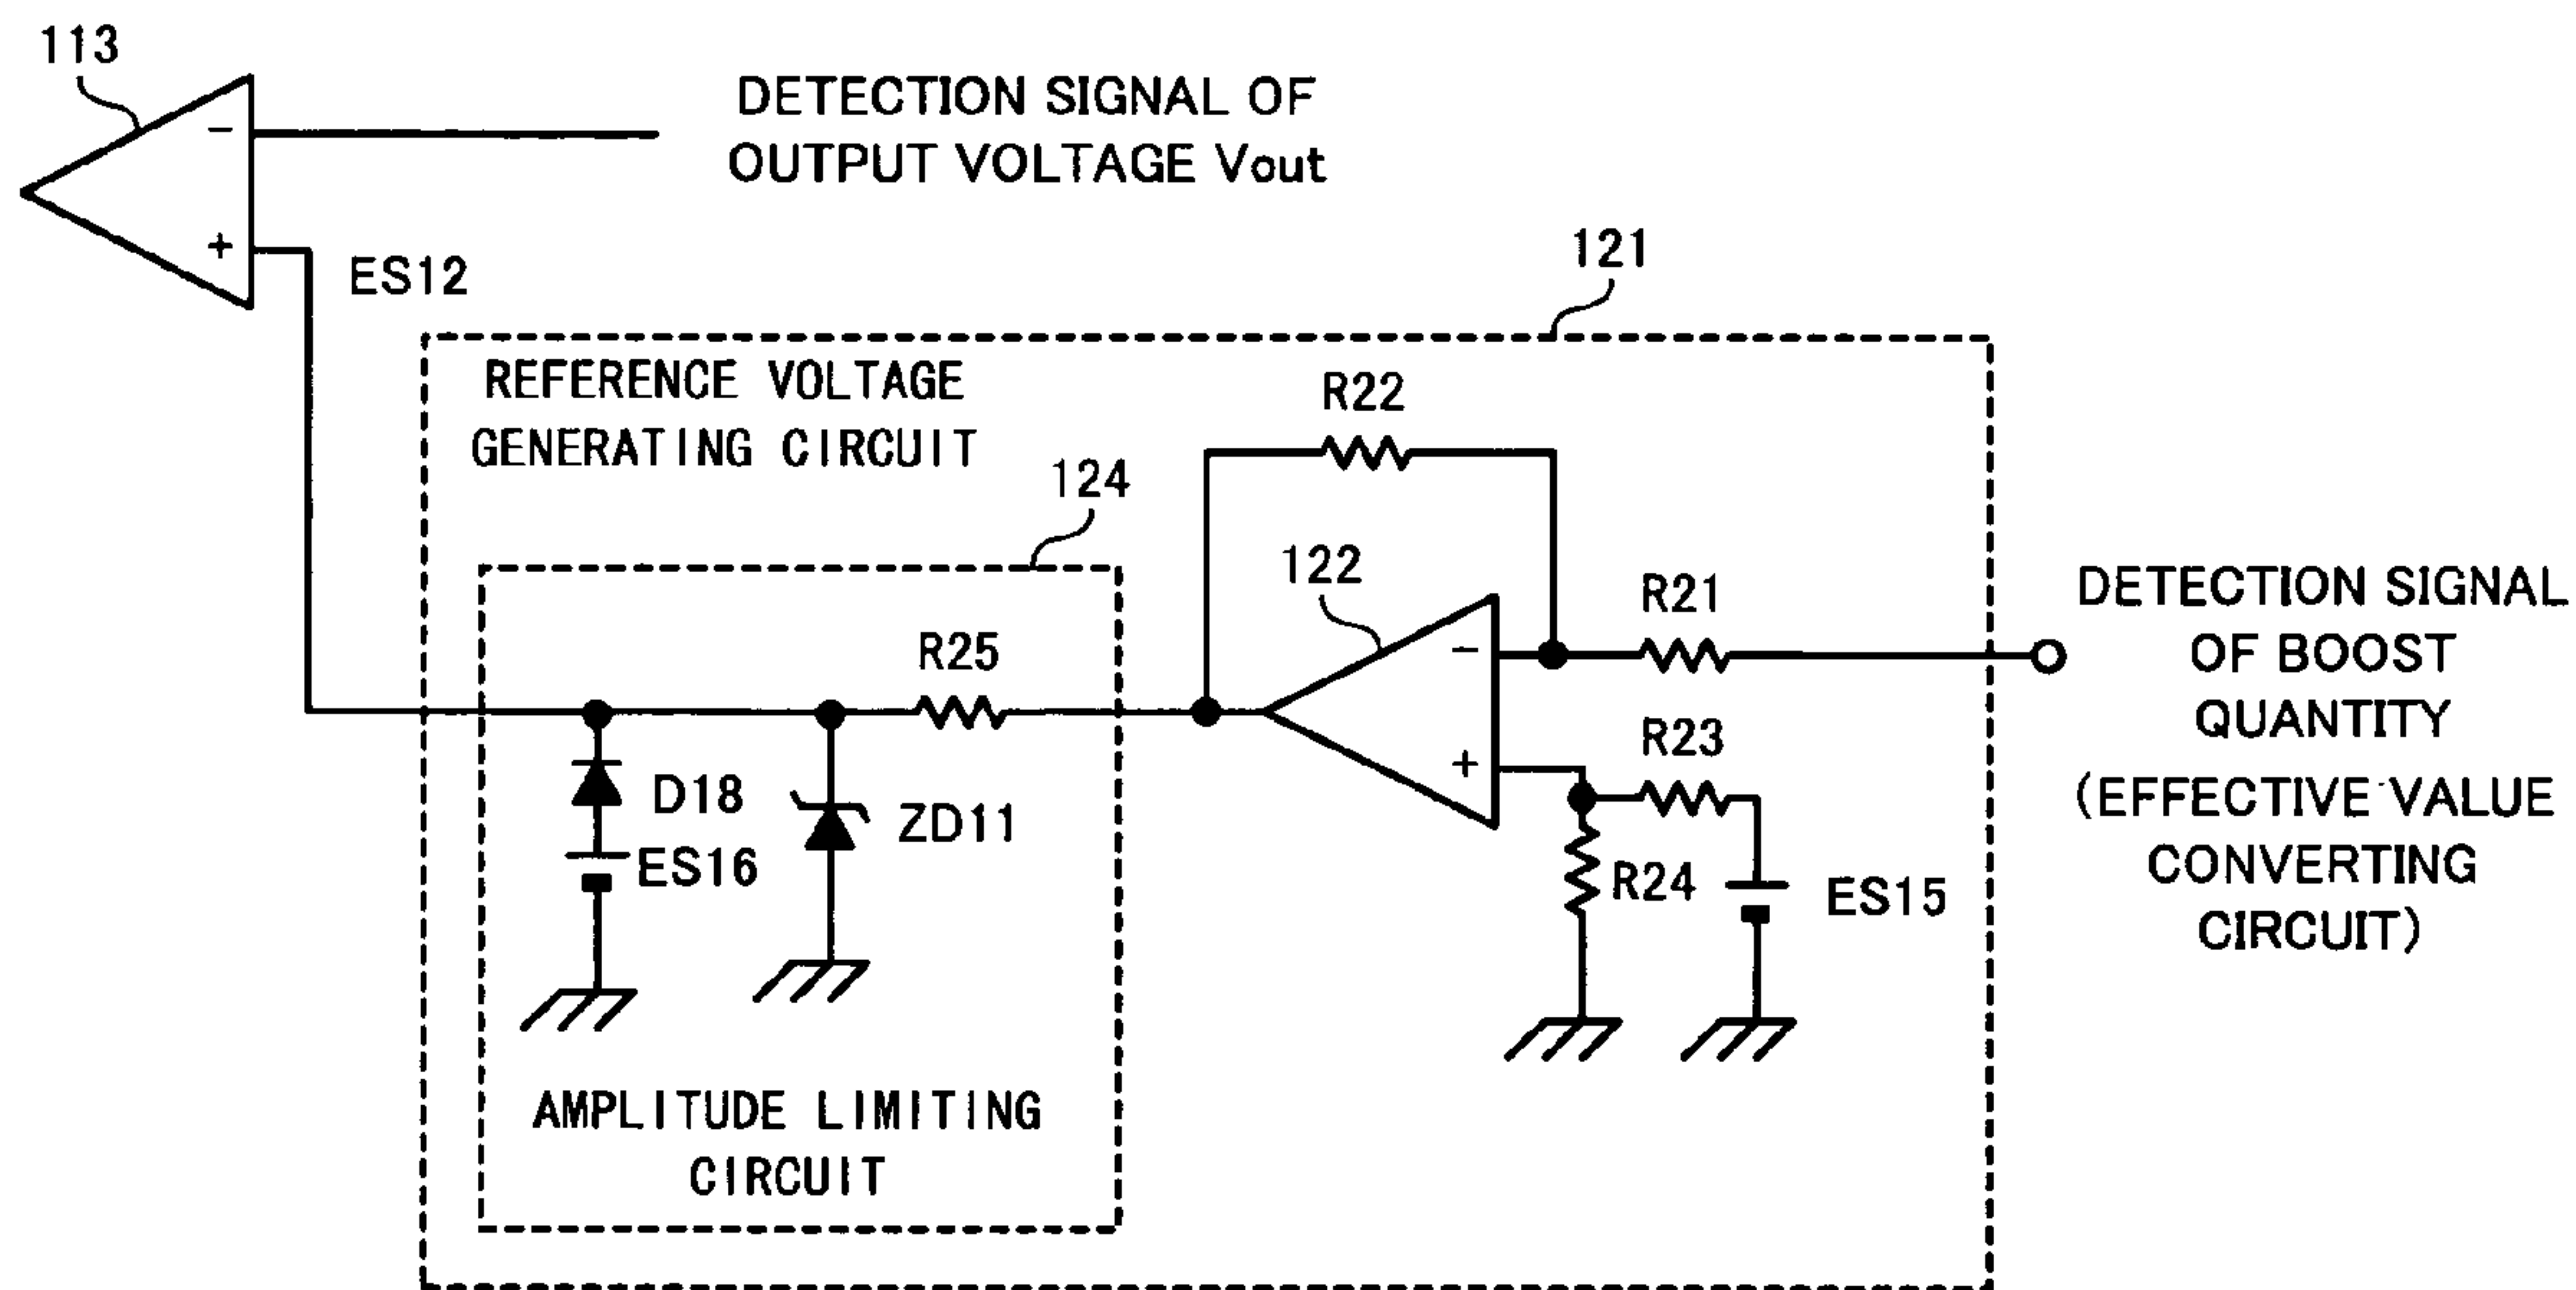 113
DETECTION SIGNAL OF
OUTPUT VOLTAGE Vout
-
+
ES12
121
REFERENCE VOLTAGE
GENERATING CIRCUIT
R22
124
122
R21
DETECTION SIGNAL
OF BOOST
QUANTITY
(EFFECTIVE VALUE
CONVERTING
CIRCUIT)
R25
-
+
R23
D18
ZD11
ES16
R24
ES15
AMPLITUDE LIMITING
CIRCUIT